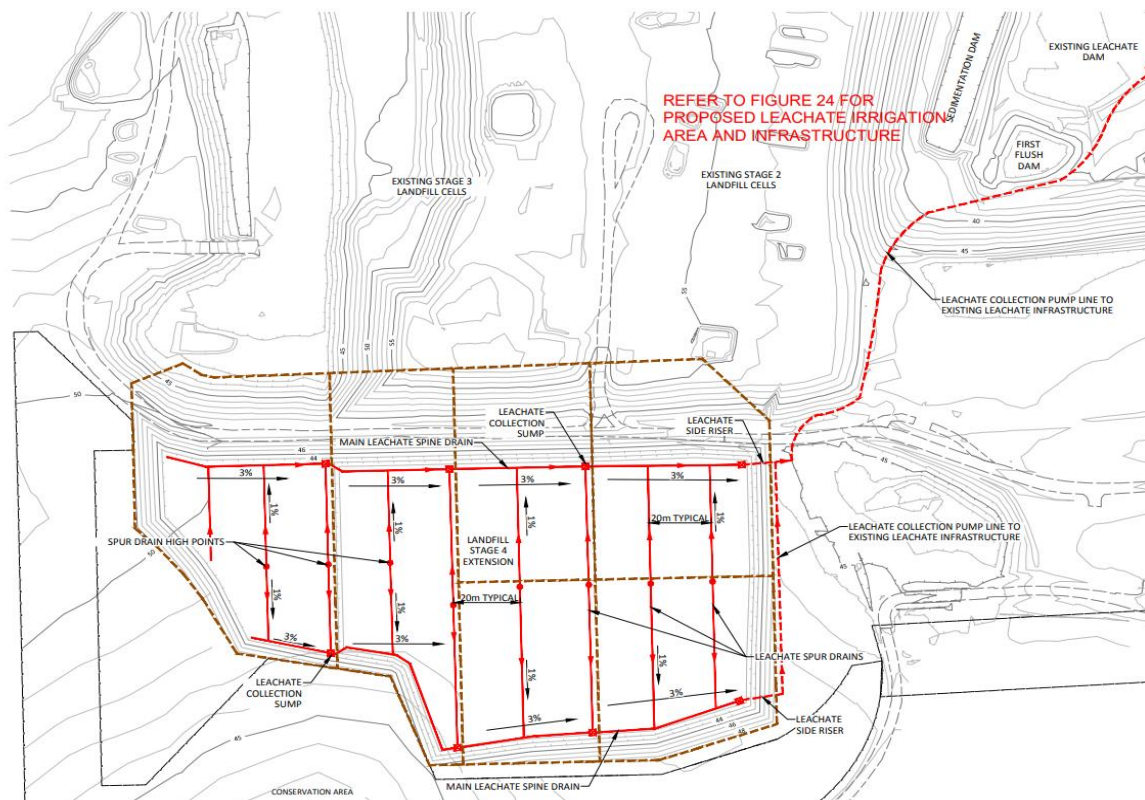 EXISTING LEACHATE
DAM
SEDIMENTATION DAM
REFER TO FIGURE 24 FOR
PROPOSED LEACHATE IRRIGATION
AREA AND INFRASTRUCTURE
FIRST
FLUSH
DAM
EXISTING STAGE 3
LANDFILL CELLS
EXISTING STAGE 2
LANDFILL CELLS
40
45
55
LEACHATE COLLECTION PUMP LINE TO
EXISTING LEACHATE INFRASTRUCTURE
45
50
55
45
50
LEACHATE
COLLECTION
SUMP
LEACHATE
SIDE RISER
MAIN LEACHATE SPINE DRAIN
46
44
45
3%
3%
3%
3%
1%
1%
1%
1%
20m TYPICAL
LEACHATE COLLECTION PUMP LINE TO
EXISTING LEACHATE INFRASTRUCTURE
SPUR DRAIN HIGH POINTS
LANDFILL
STAGE 4
EXTENSION
45
50
20m TYPICAL
1%
1%
3%
3%
1%
1%
LEACHATE SPUR DRAINS
LEACHATE
COLLECTION
SUMP
3%
3%
44
46
48
LEACHATE
SIDE RISER
45
MAIN LEACHATE SPINE DRAIN
CONSERVATION AREA